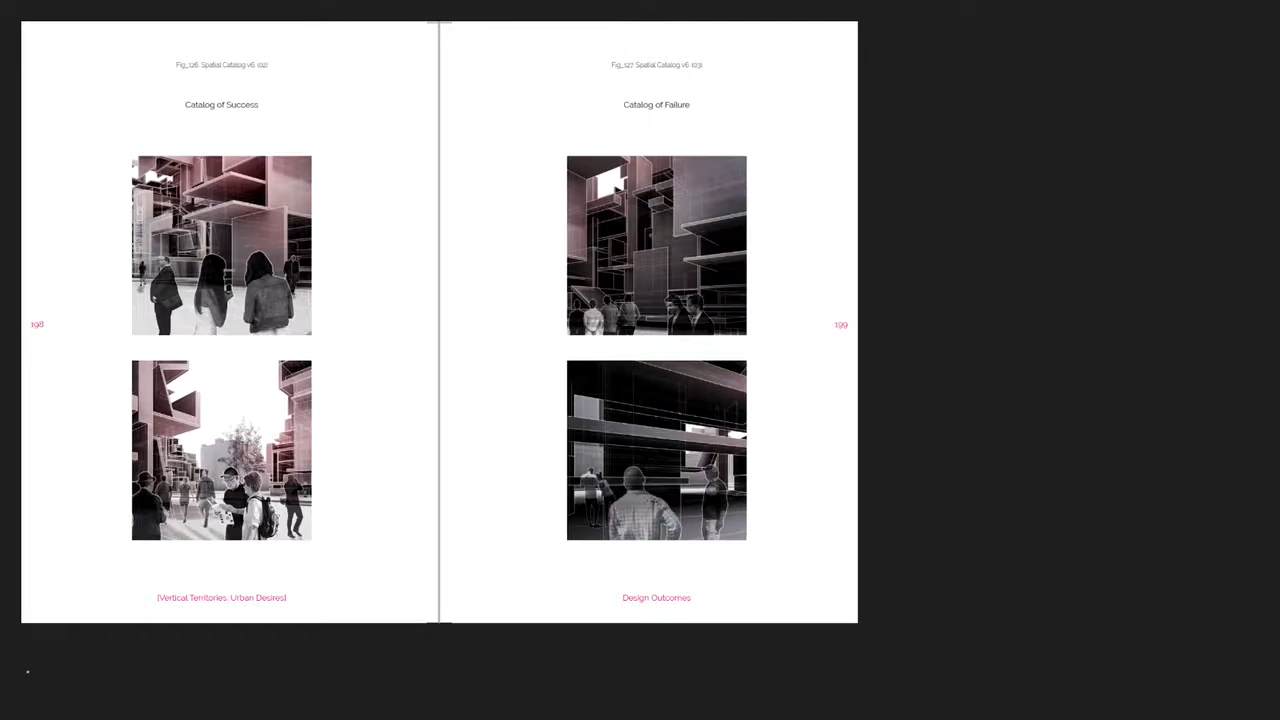 Fig_126. Spatial Catalog v6. (02)
Catalog of Success
198
[Vertical Territories. Urban Desires]
Fig_127. Spatial Catalog v6. (03)
Catalog of Failure
199
Design Outcomes